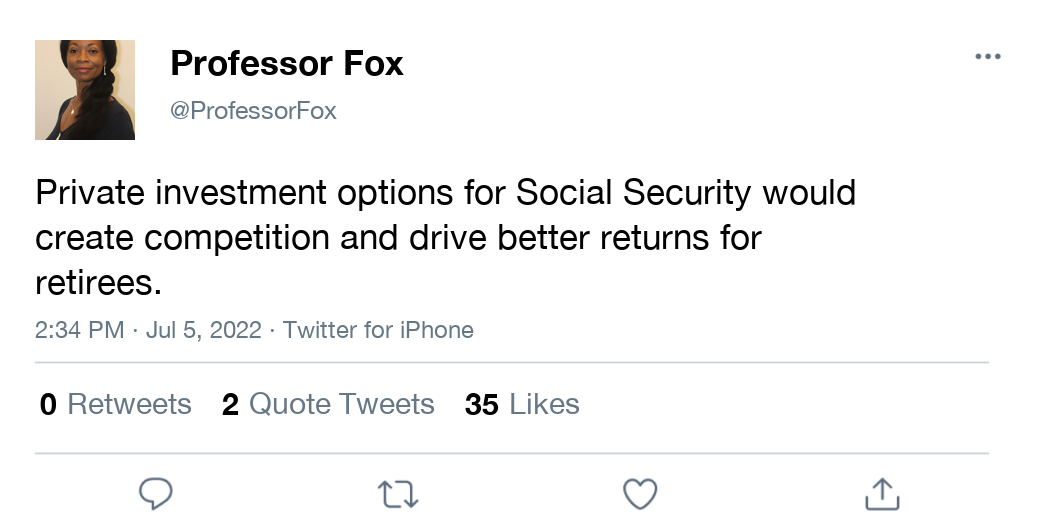 Professor Fox
@ProfessorFox
Private investment options for Social Security would
create competition and drive better returns for
retirees.
2:34 PM · Jul 5, 2022 · Twitter for iPhone
0 Retweets 2 Quote Tweets 35 Likes